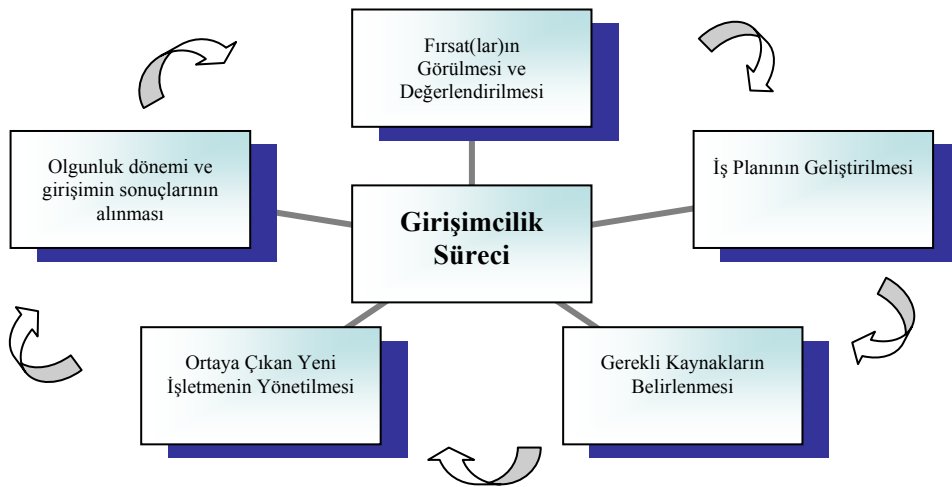 Fırsat(lar)ın
Görülmesi ve
Değerlendirilmesi
Olgunluk dönemi ve
girişimin sonuçlarının
alınması
İş Planının Geliştirilmesi
Girişimcilik
Süreci
Ortaya Çıkan Yeni
İşletmenin Yönetilmesi
Gerekli Kaynakların
Belirlenmesi